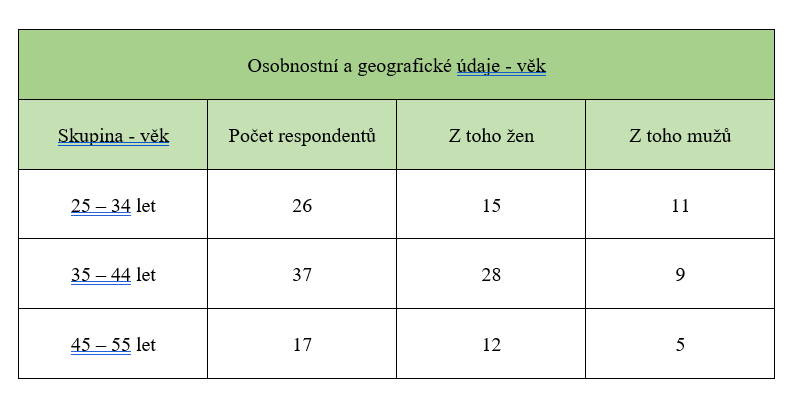 Osobnostní a geografické údaje - věk
Skupina - věk Počet respondentů Z toho žen Z toho mužů
25 – 34 let 26 15 11
35 – 44 let 37 28 9
45 – 55 let 17 12 5